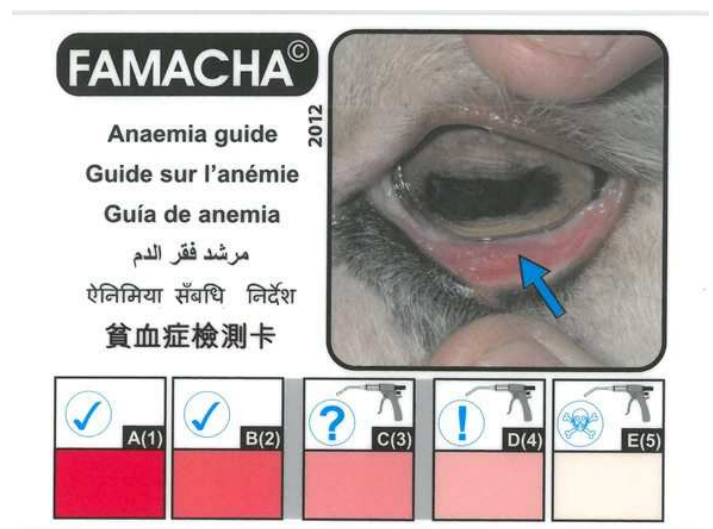 FAMACHA©
2012
Anaemia guide
Guide sur l'anémie
Guía de anemia
مرشد فقر الدم
ऐनिमिया सँबधि निर्देश
貧血症檢測卡
✓ A(1)
✓ B(2)
? C(3)
! D(4)
E(5)